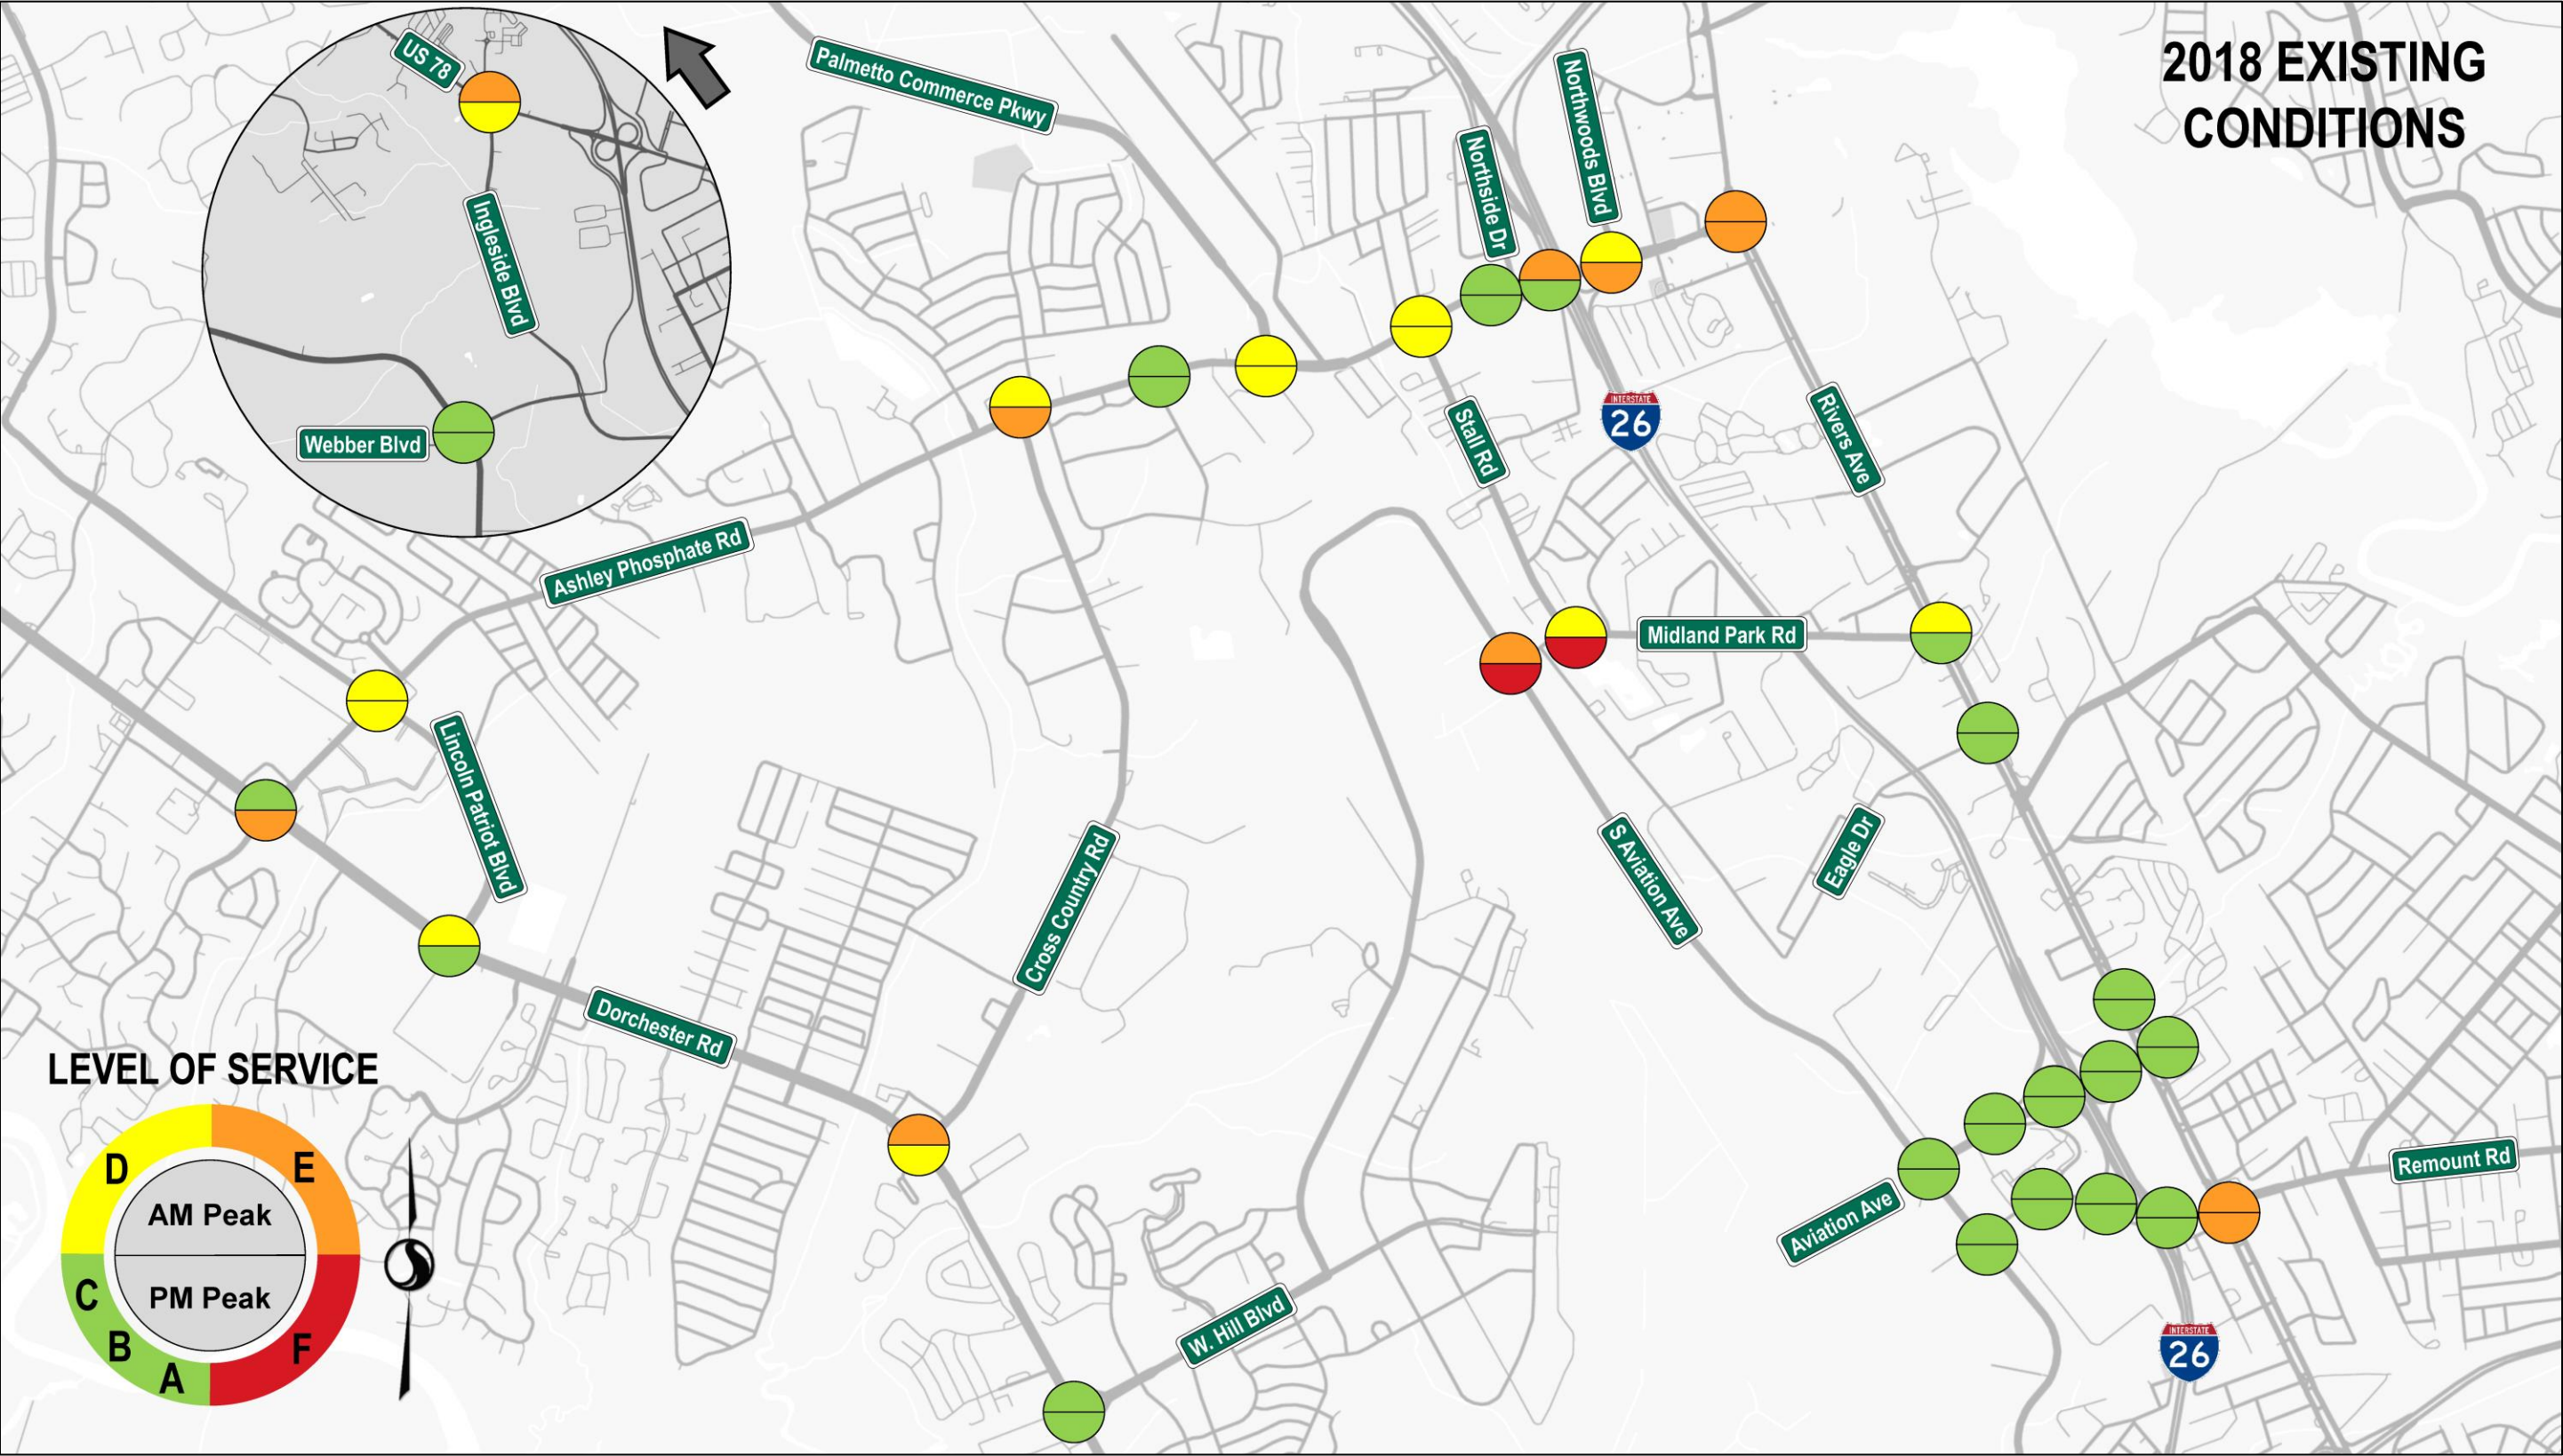 2018 EXISTING
CONDITIONS
US 78
Ingleside Blvd
Webber Blvd
Palmetto Commerce Pkwy
Northside Dr
Northwoods Blvd
INTERSTATE
26
Stall Rd
Rivers Ave
Ashley Phosphate Rd
Midland Park Rd
Lincoln Patriot Blvd
Cross Country Rd
S Aviation Ave
Eagle Dr
Dorchester Rd
Remount Rd
Aviation Ave
W. Hill Blvd
INTERSTATE
26
LEVEL OF SERVICE
D
E
AM Peak
PM Peak
C
B
A
F